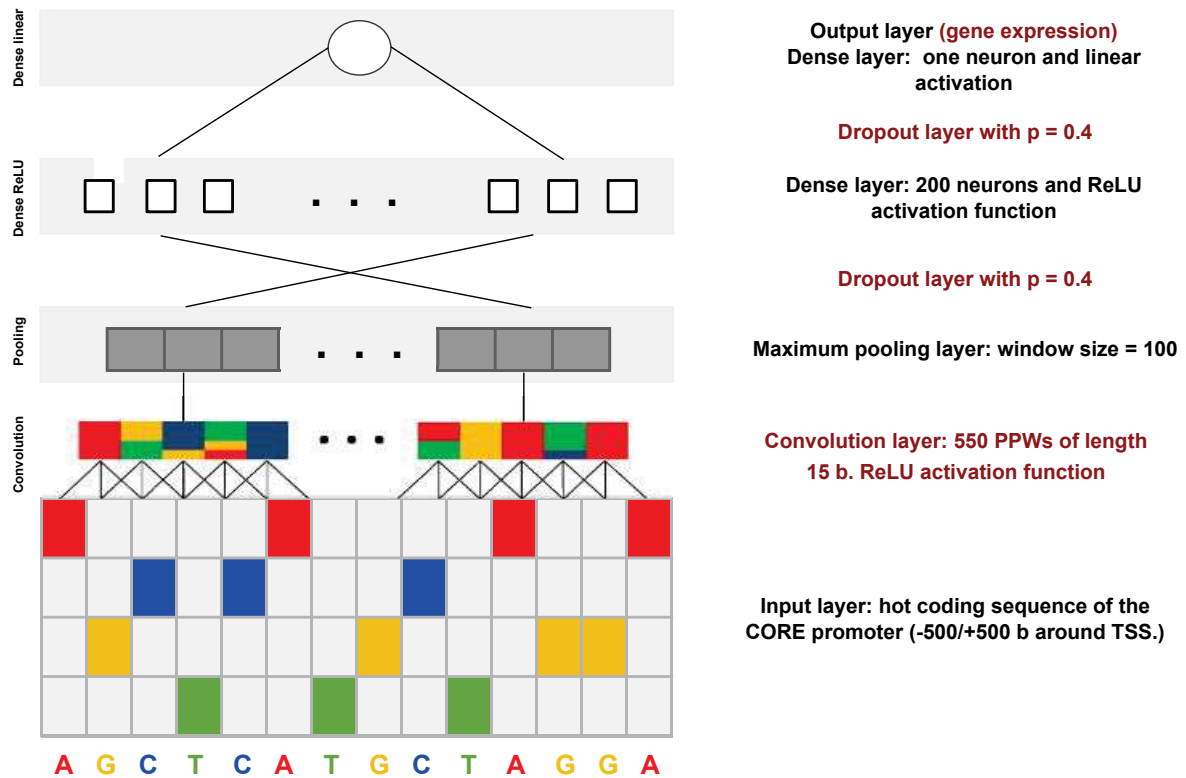 Dense linear
Output layer (gene expression)
Dense layer: one neuron and linear
activation
Dropout layer with p = 0.4
Dense ReLU
Dense layer: 200 neurons and ReLU
activation function
Dropout layer with p = 0.4
Pooling
Maximum pooling layer: window size = 100
Convolution
Convolution layer: 550 PPWs of length
15 b. ReLU activation function
Input layer: hot coding sequence of the
CORE promoter (-500/+500 b around TSS.)
A G C T C A T G C T A G G A